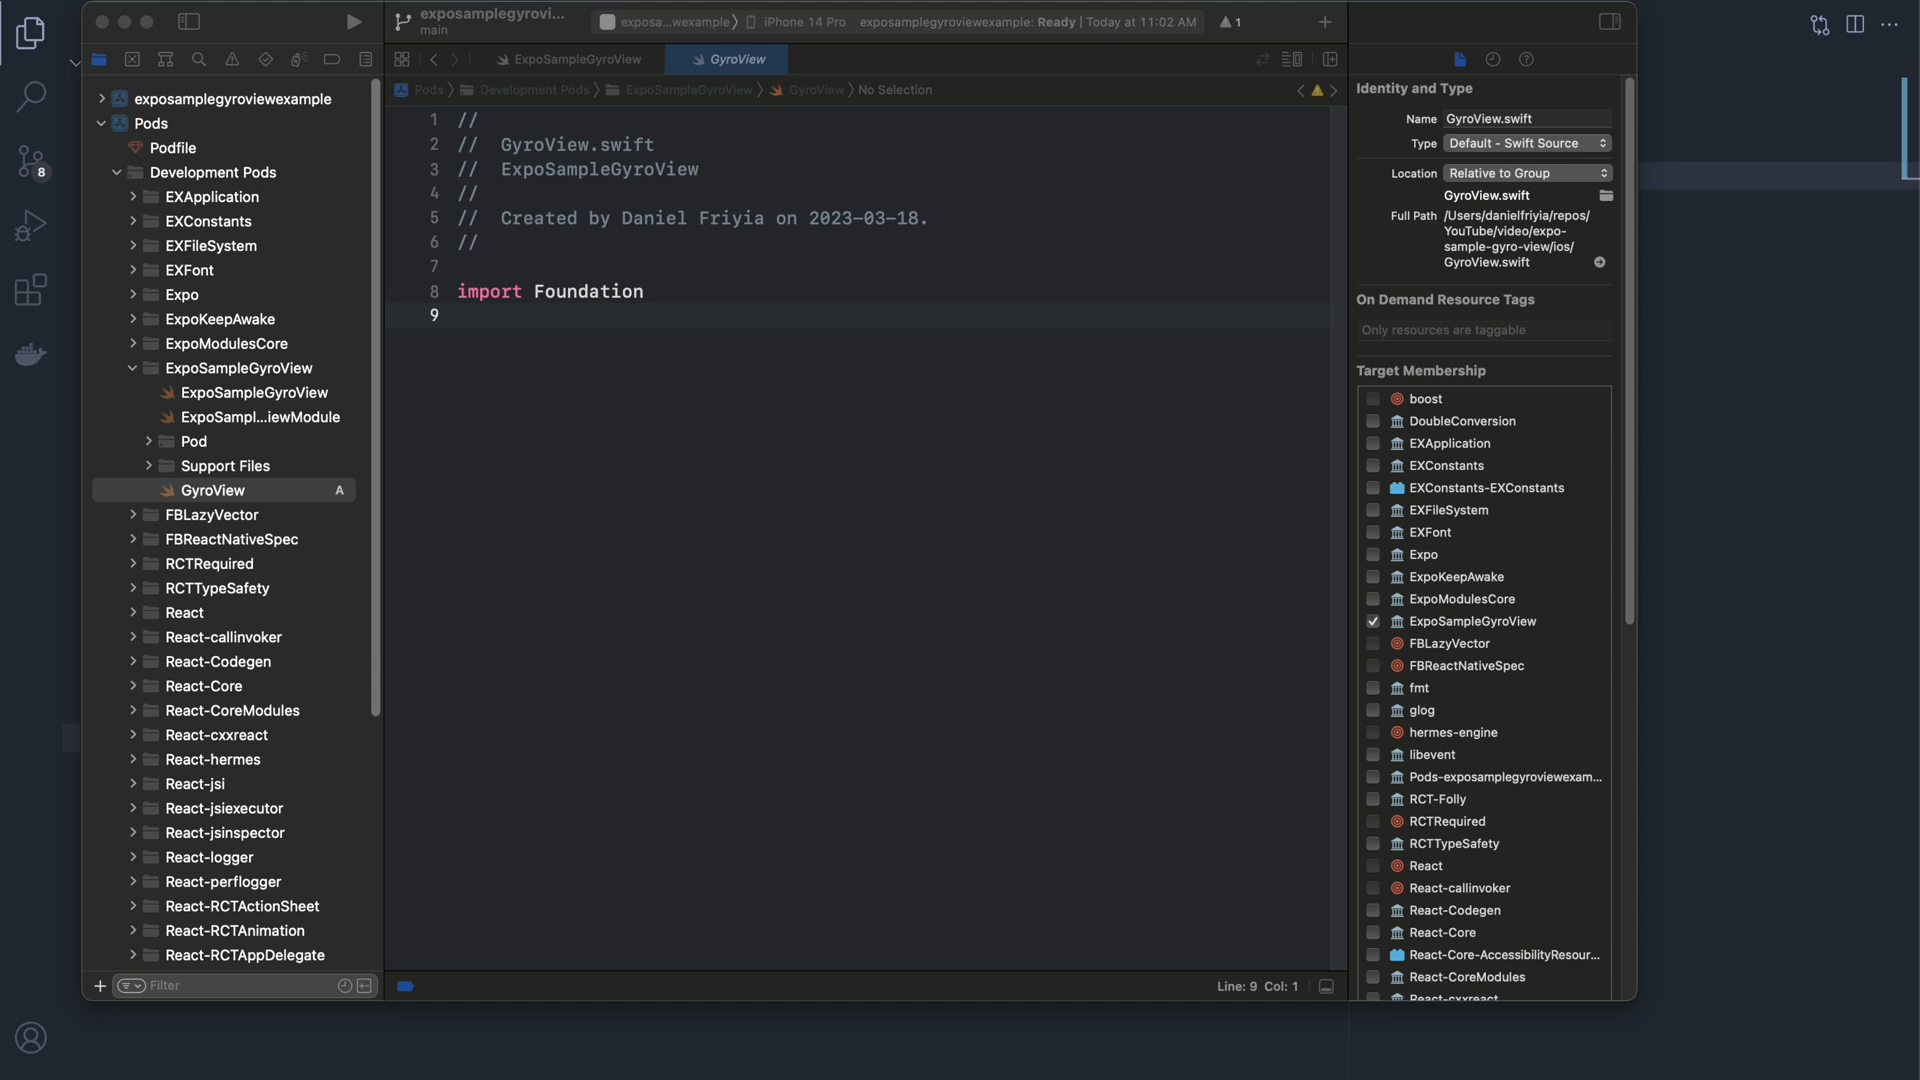 exposamplegyrovi...
main
exposa...wexample
iPhone 14 Pro
exposamplegyroviewexample: Ready | Today at 11:02 AM
1
ExpoSampleGyroView
GyroView
Pods
Development Pods
ExpoSampleGyroView
GyroView
No Selection
8
exposamplegyroviewexample
Pods
Podfile
Development Pods
EXApplication
EXConstants
EXFileSystem
EXFont
Expo
ExpoKeepAwake
ExpoModulesCore
ExpoSampleGyroView
ExpoSampleGyroView
ExpoSampl...iewModule
Pod
Support Files
GyroView A
FBLazyVector
FBReactNativeSpec
RCTRequired
RCTTypeSafety
React
React-callinvoker
React-Codegen
React-Core
React-CoreModules
React-cxxreact
React-hermes
React-jsi
React-jsiexecutor
React-jsinspector
React-logger
React-perflogger
React-RCTActionSheet
React-RCTAnimation
React-RCTAppDelegate
Filter
1 //
2 // GyroView.swift
3 // ExpoSampleGyroView
4 //
5 // Created by Daniel Friyia on 2023-03-18.
6 //
7
8 import Foundation
9
Line: 9 Col: 1
Identity and Type
Name GyroView.swift
Type Default - Swift Source
Location Relative to Group
GyroView.swift
Full Path /Users/danielfriyia/repos/
YouTube/video/expo-
sample-gyro-view/ios/
GyroView.swift
On Demand Resource Tags
Only resources are taggable
Target Membership
boost
DoubleConversion
EXApplication
EXConstants
EXConstants-EXConstants
EXFileSystem
EXFont
Expo
ExpoKeepAwake
ExpoModulesCore
ExpoSampleGyroView
FBLazyVector
FBReactNativeSpec
fmt
glog
hermes-engine
libevent
Pods-exposamplegyroviewexam...
RCT-Folly
RCTRequired
RCTTypeSafety
React
React-callinvoker
React-Codegen
React-Core
React-Core-AccessibilityResour...
React-CoreModules
React-cxxreact